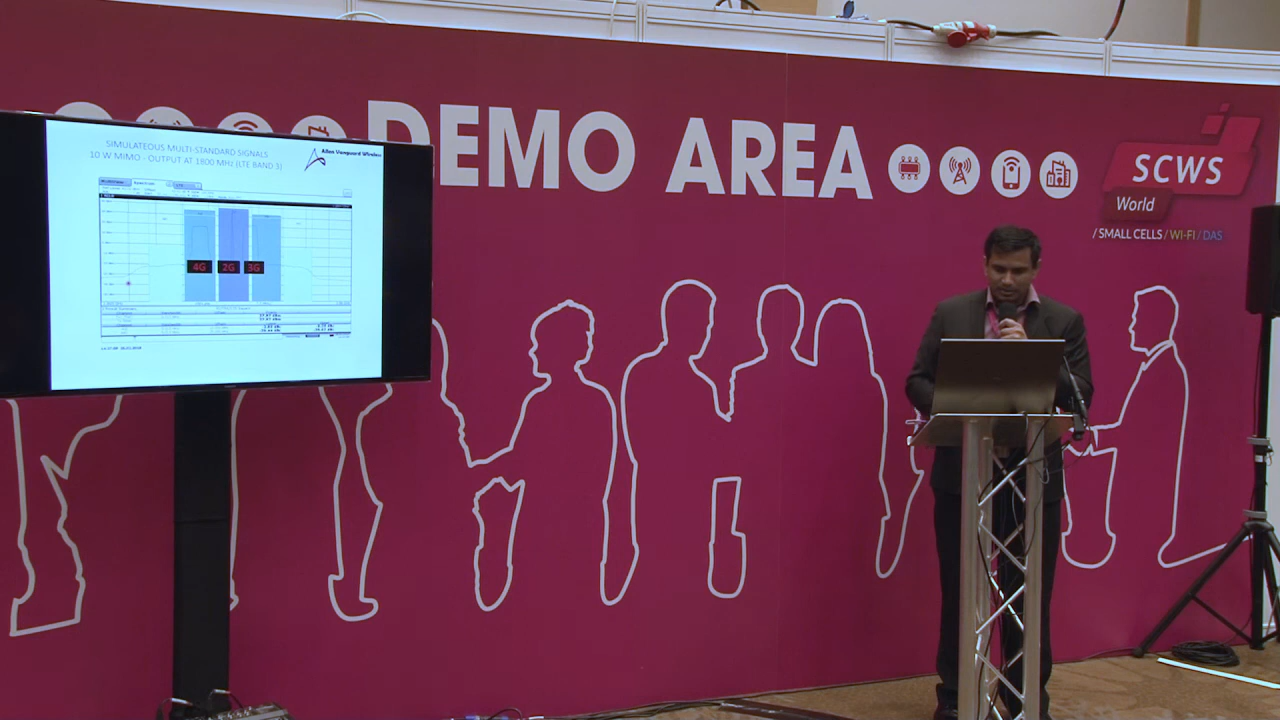 DEMO AREA
SCWS
World
/ SMALL CELLS / WI-FI / DAS
SIMULATEOUS MULTI-STANDARD SIGNALS
10 W MIMO - OUTPUT AT 1800 MHz (LTE BAND 3)
Allen Vanguard Wireless
4G 2G 3G